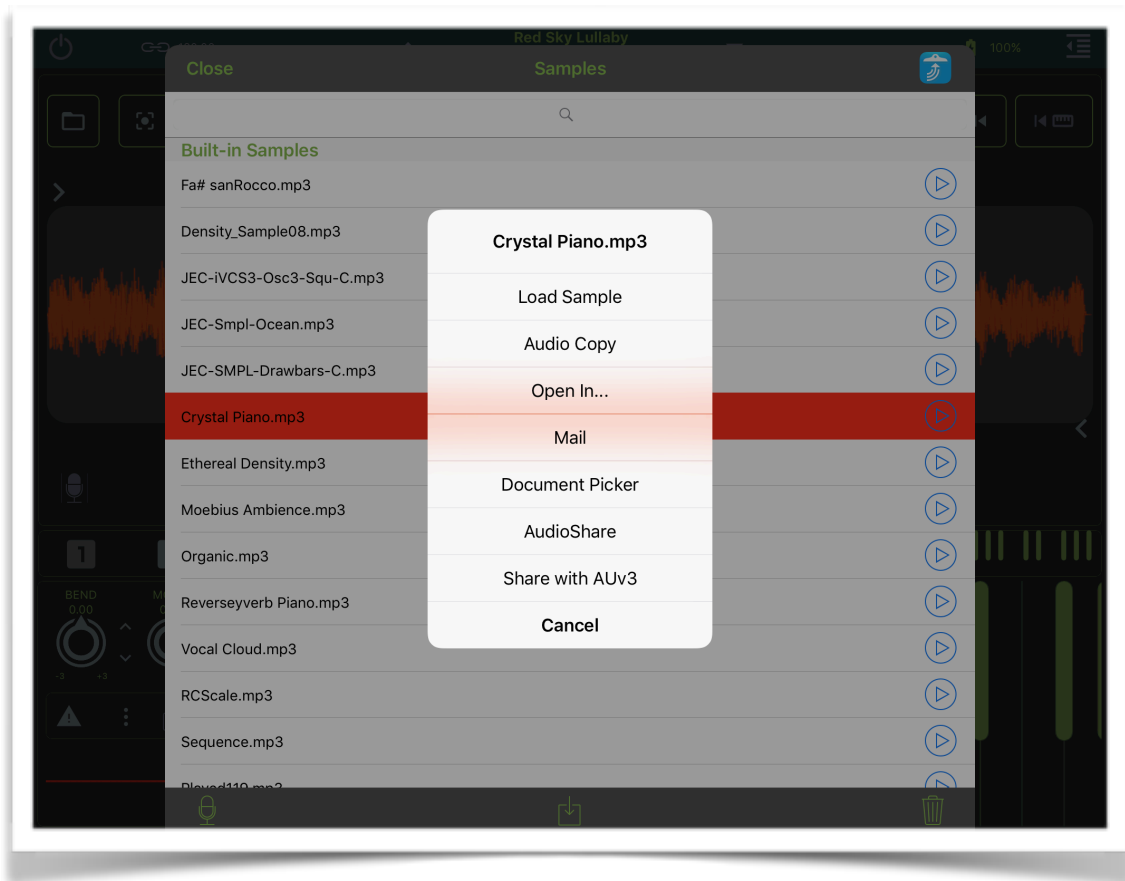 Red Sky Lullaby
100%
Close
Samples
Built-in Samples
Fa# sanRocco.mp3
Density_Sample08.mp3
JEC-iVCS3-Osc3-Squ-C.mp3
JEC-Smpl-Ocean.mp3
JEC-SMPL-Drawbars-C.mp3
Crystal Piano.mp3
Ethereal Density.mp3
Moebius Ambience.mp3
Organic.mp3
Reverseyverb Piano.mp3
Vocal Cloud.mp3
RCScale.mp3
Sequence.mp3
Crystal Piano.mp3
Load Sample
Audio Copy
Open In...
Mail
Document Picker
AudioShare
Share with AUv3
Cancel
1
BEND
0.00
-3 +3